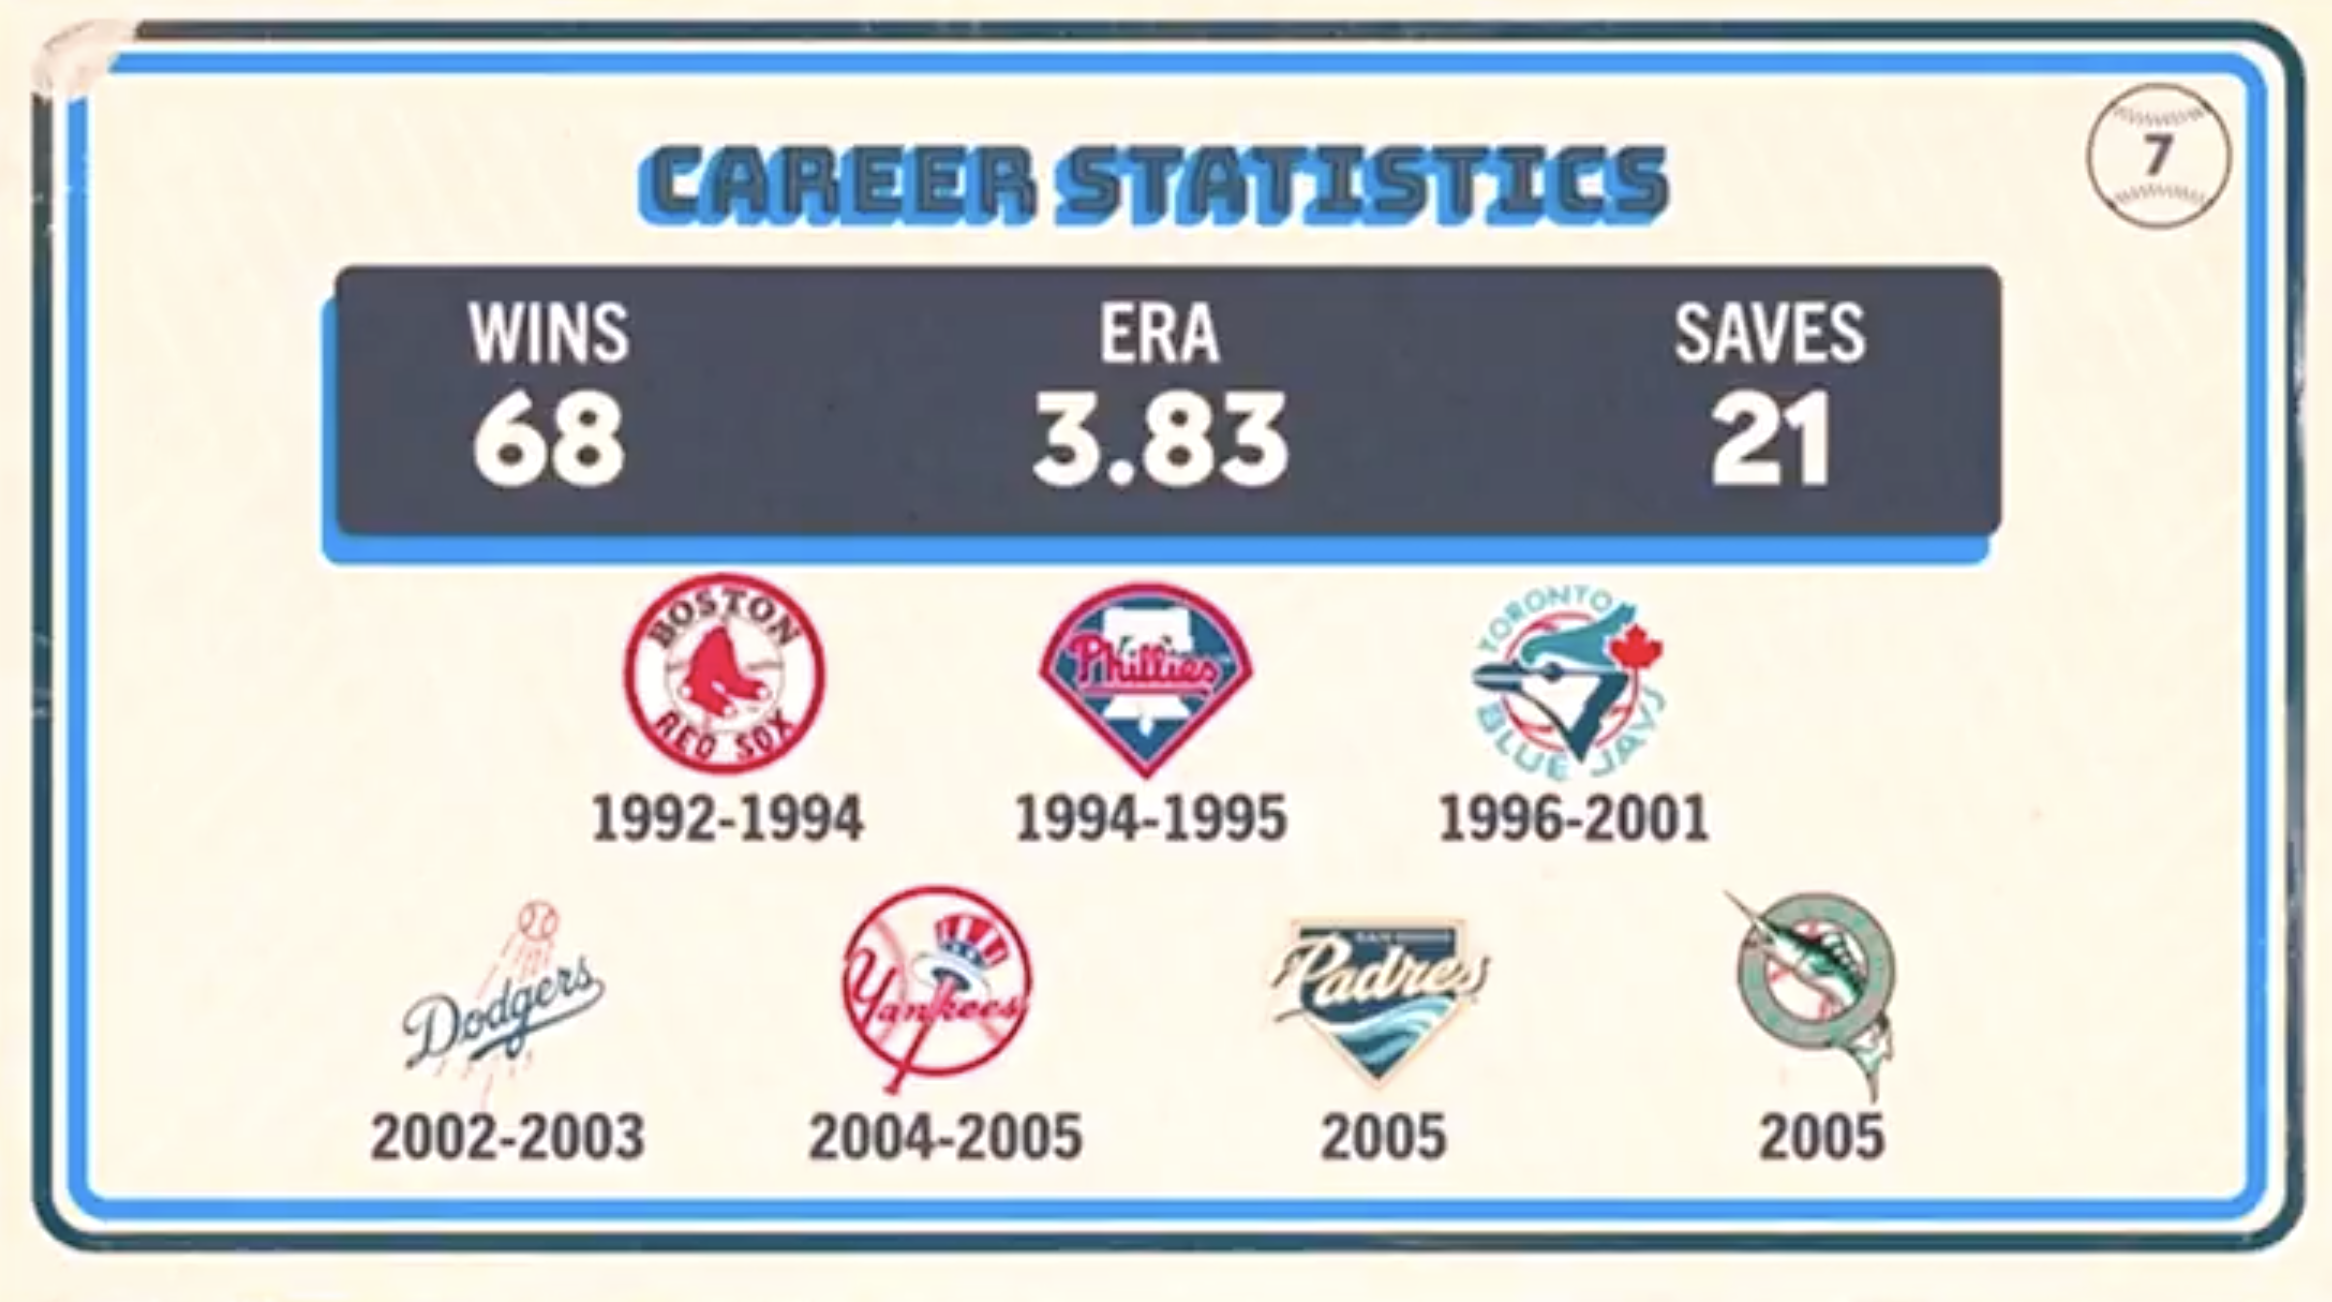 7
CAREER STATISTICS
WINS ERA SAVES
68 3.83 21
BOSTON
RED SOX
Phillies
TORONTO
BLUE JAYS
1992-1994 1994-1995 1996-2001
Dodgers
Yankees
Padres
2002-2003 2004-2005 2005 2005